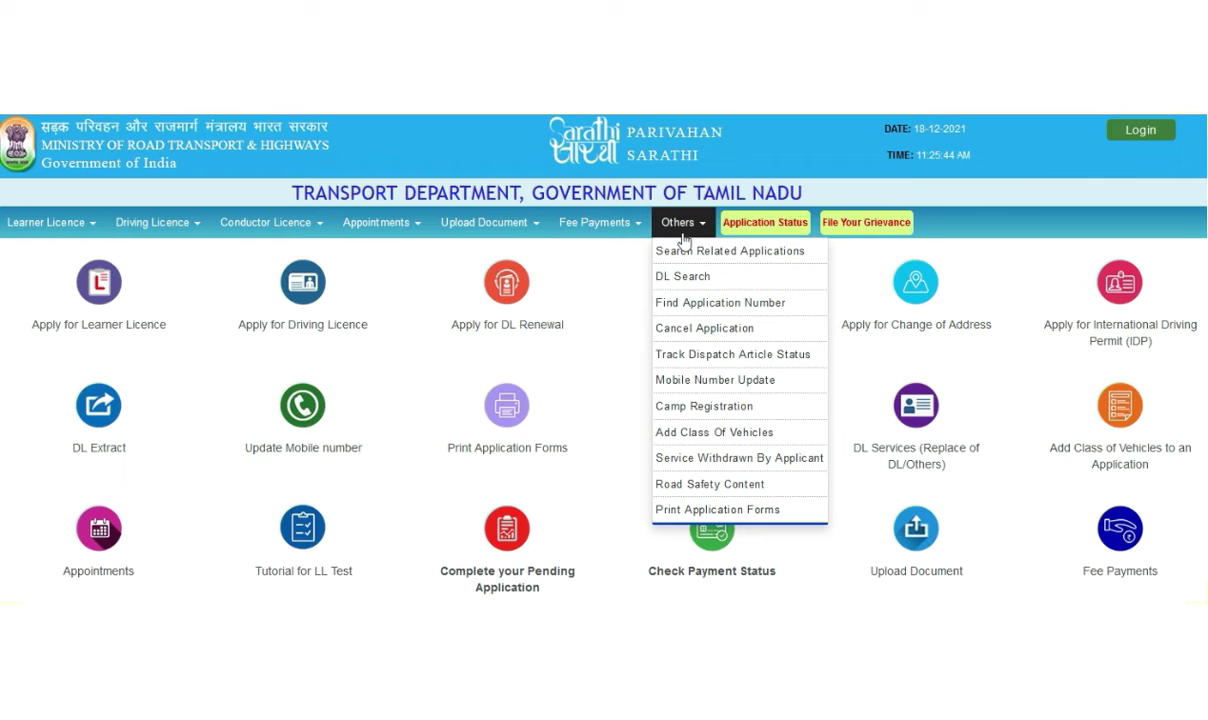 सड़क परिवहन और राजमार्ग मंत्रालय भारत सरकार
MINISTRY OF ROAD TRANSPORT & HIGHWAYS
Government of India
Sarathi
सारथी
PARIVAHAN
SARATHI
DATE: 18-12-2021
TIME: 11:25:44 AM
Login
TRANSPORT DEPARTMENT, GOVERNMENT OF TAMIL NADU
Learner Licence Driving Licence Conductor Licence Appointments Upload Document Fee Payments Others Application Status File Your Grievance
Search Related Applications
DL Search
Find Application Number
Cancel Application
Track Dispatch Article Status
Mobile Number Update
Camp Registration
Add Class Of Vehicles
Service Withdrawn By Applicant
Road Safety Content
Print Application Forms
L
Apply for Learner Licence
Apply for Driving Licence
Apply for DL Renewal
Apply for Change of Address
Apply for International Driving
Permit (IDP)
DL Extract
Update Mobile number
Print Application Forms
DL Services (Replace of
DL/Others)
Add Class of Vehicles to an
Application
Appointments
Tutorial for LL Test
Complete your Pending
Application
Check Payment Status
Upload Document
Fee Payments